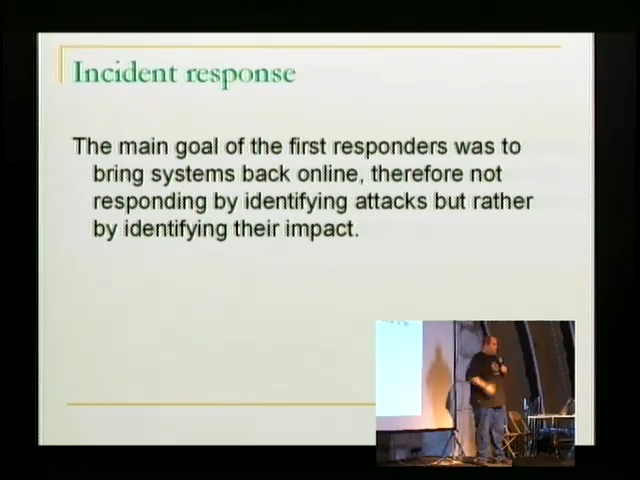 Incident response
The main goal of the first responders was to
bring systems back online, therefore not
responding by identifying attacks but rather
by identifying their impact.